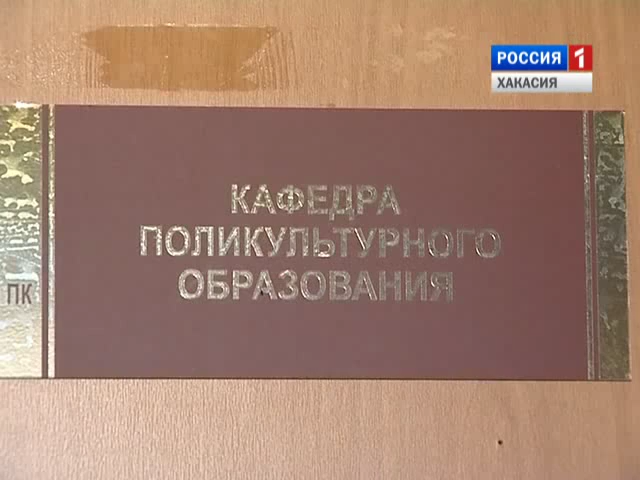 РОССИЯ 1
ХАКАСИЯ
КАФЕДРА
ПОЛИКУЛЬТУРНОГО
ОБРАЗОВАНИЯ
ПК